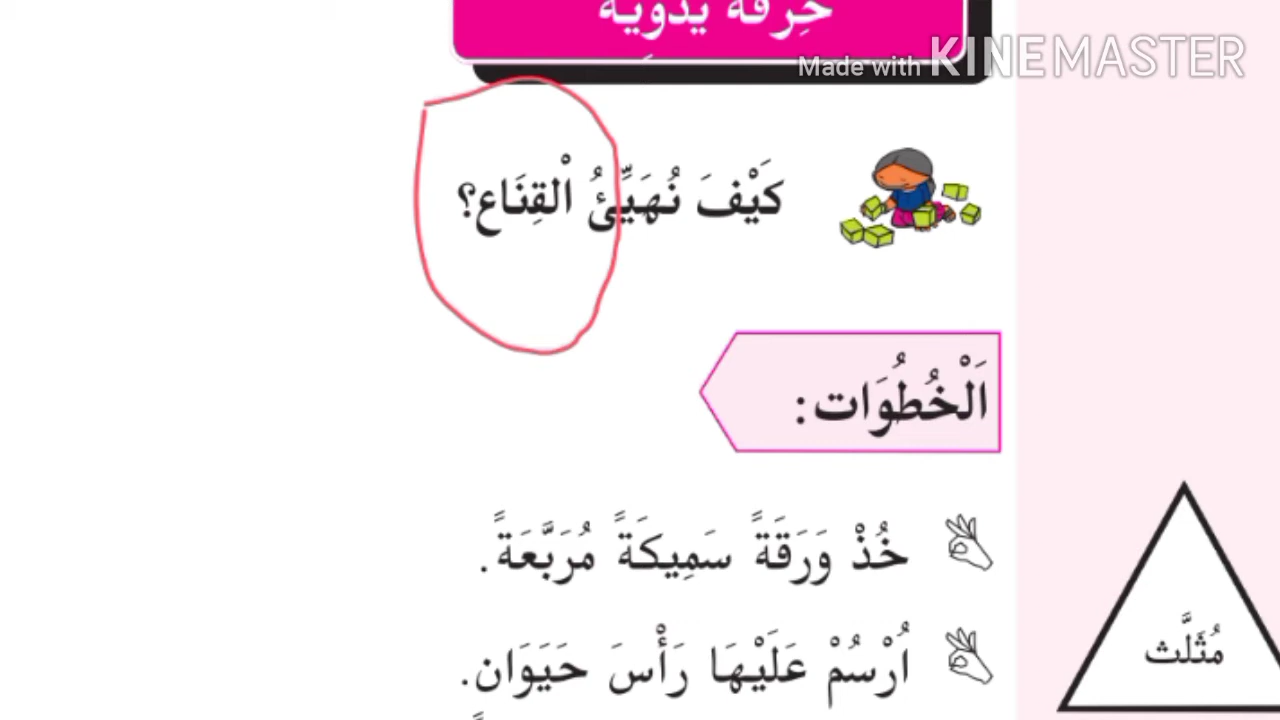 حِرْفَة يَدَوِيَّة
Made with KINEMASTER
كَيْفَ نُهَيِّئُ الْقِنَاع؟
اَلْخُطُوَات:
خُذْ وَرَقَةً سَمِيكَةً مُرَبَّعَةً.
اُرْسُمْ عَلَيْهَا رَأْسَ حَيَوَان.
مُثَلَّث